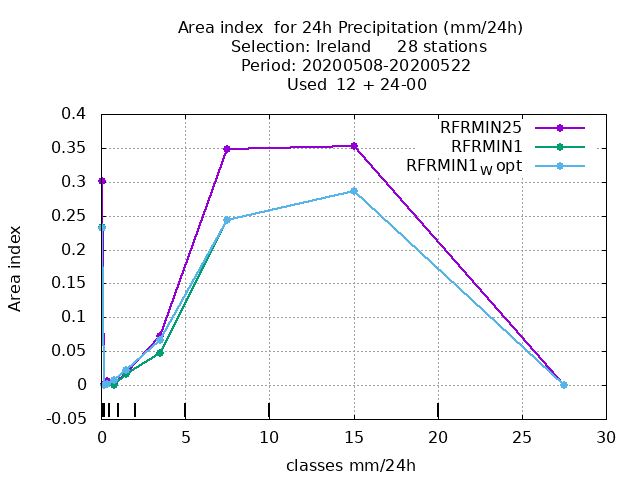 Area index  for 24h Precipitation (mm/24h)
Selection: Ireland     28 stations
Period: 20200508-20200522
Used  12 + 24-00
RFRMIN25
RFRMIN1
RFRMIN1W opt
0.4
0.35
0.3
0.25
0.2
0.15
0.1
0.05
0
-0.05
Area index
0 5 10 15 20 25 30
classes mm/24h